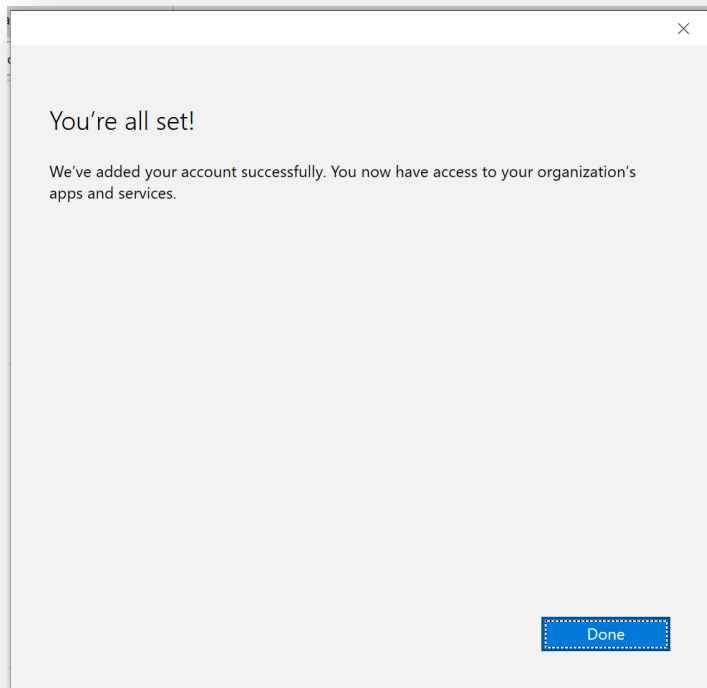 You’re all set!
We’ve added your account successfully. You now have access to your organization’s
apps and services.
Done